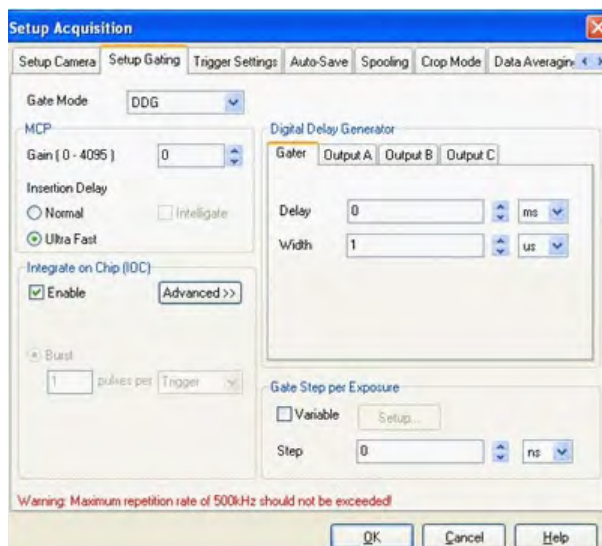 Setup Acquisition
Setup Camera Setup Gating Trigger Settings Auto-Save Spooling Crop Mode Data Averagin
Gate Mode DDG
MCP
Gain ( 0 - 4095 ) 0
Insertion Delay
Normal Intelligate
Ultra Fast
Integrate on Chip (IOC)
Enable Advanced >>
Burst
1 pulses per Trigger
Digital Delay Generator
Gater Output A Output B Output C
Delay 0 ms
Width 1 us
Gate Step per Exposure
Variable Setup...
Step 0 ns
Warning: Maximum repetition rate of 500kHz should not be exceeded!
OK Cancel Help